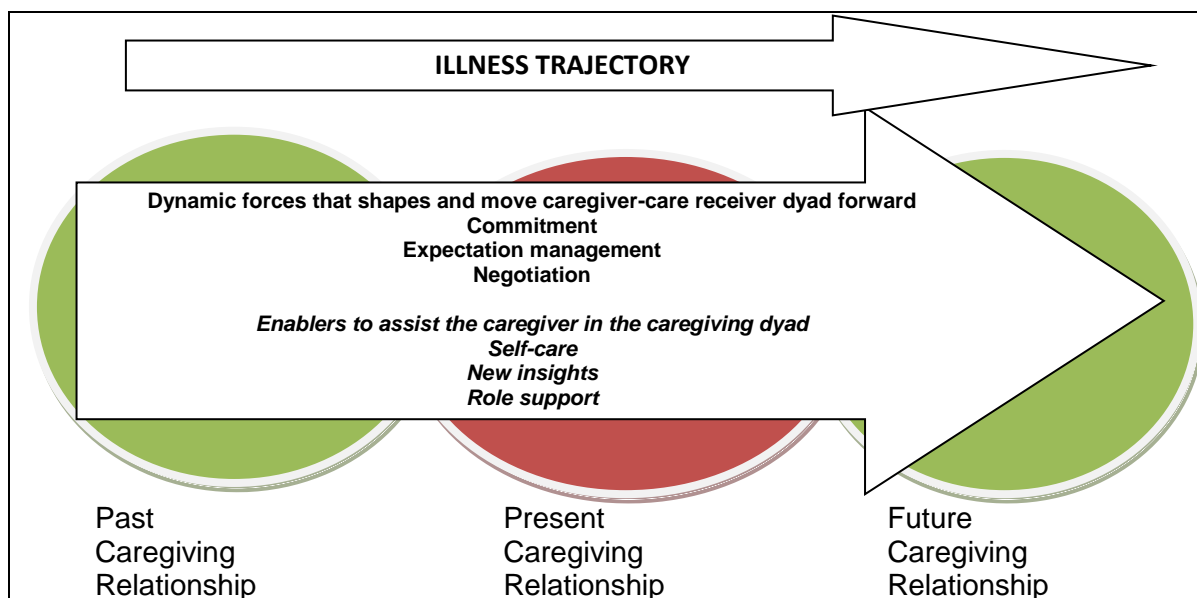 ILLNESS TRAJECTORY
Dynamic forces that shapes and move caregiver-care receiver dyad forward
Commitment
Expectation management
Negotiation
Enablers to assist the caregiver in the caregiving dyad
Self-care
New insights
Role support
Past
Caregiving
Relationship
Present
Caregiving
Relationship
Future
Caregiving
Relationship